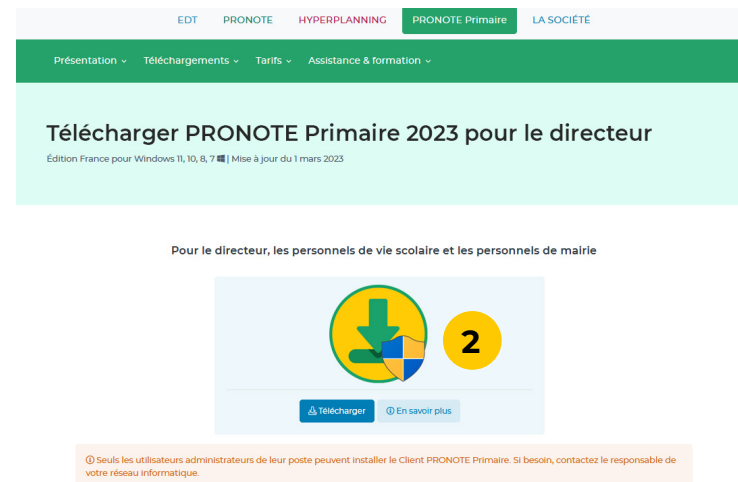 EDT PRONOTE HYPERPLANNING PRONOTE Primaire LA SOCIÉTÉ
Présentation Téléchargements Tarifs Assistance & formation
Télécharger PRONOTE Primaire 2023 pour le directeur
Édition France pour Windows 11, 10, 8, 7 | Mise à jour du 1 mars 2023
Pour le directeur, les personnels de vie scolaire et les personnels de mairie
2
Télécharger En savoir plus
Seuls les utilisateurs administrateurs de leur poste peuvent installer le Client PRONOTE Primaire. Si besoin, contactez le responsable de
votre réseau informatique.